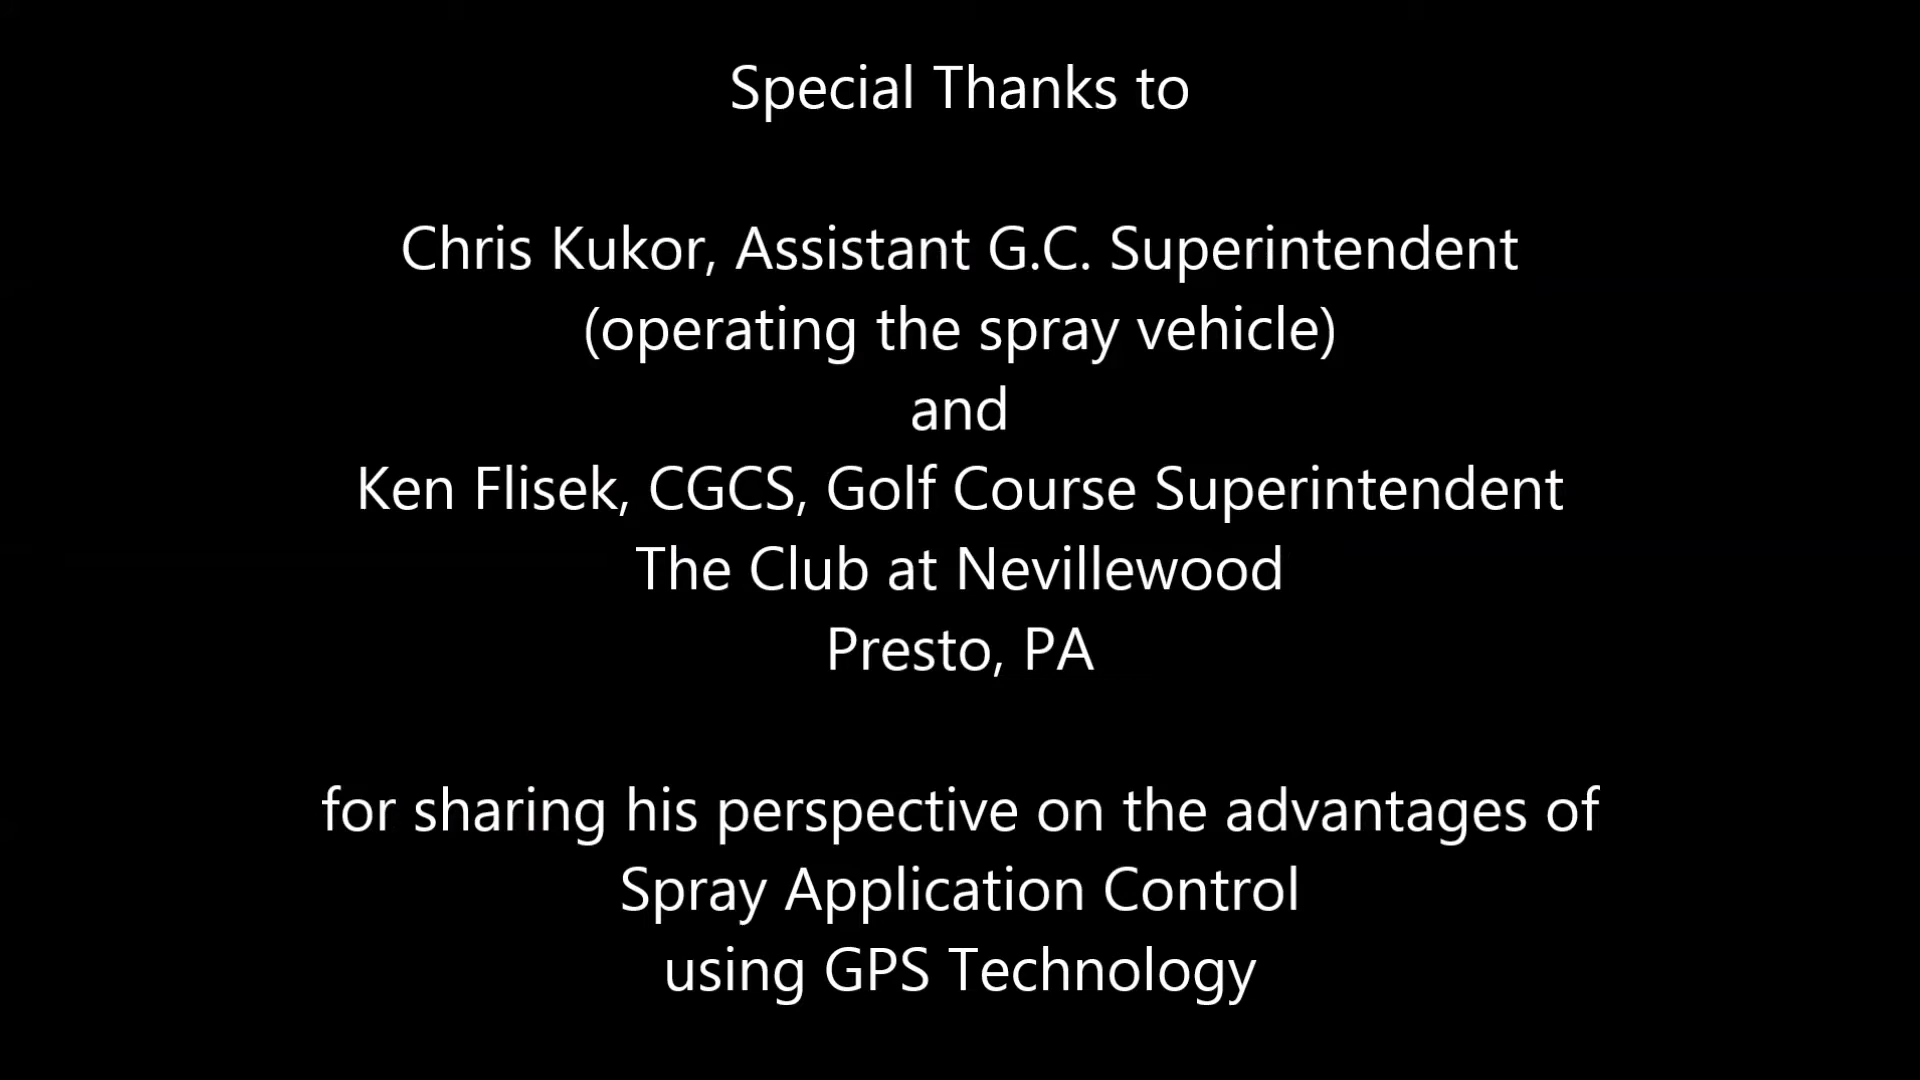 Special Thanks to
Chris Kukor, Assistant G.C. Superintendent
(operating the spray vehicle)
and
Ken Flisek, CGCS, Golf Course Superintendent
The Club at Nevillewood
Presto, PA
for sharing his perspective on the advantages of
Spray Application Control
using GPS Technology